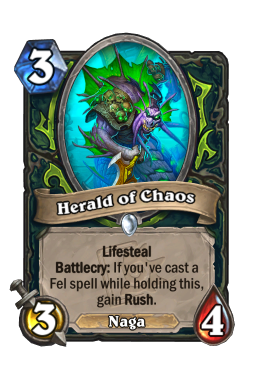 3
Herald of Chaos
Lifesteal
Battlecry: If you've cast a
Fel spell while holding this,
gain Rush.
3
Naga
4